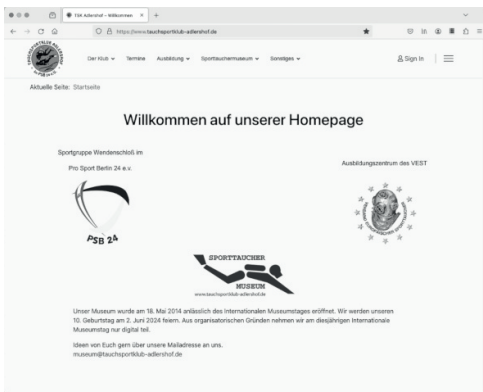 TSK Adlershof – Willkommen
https://www.tauchsportklub-adlershof.de
Der Klub
Termine
Ausbildung
Sporttauchermuseum
Sonstiges
Sign In
Aktuelle Seite: Startseite
Willkommen auf unserer Homepage
Sportgruppe Wendenschloß im
Pro Sport Berlin 24 e.v.
Ausbildungszentrum des VEST
PSB 24
SPORTTAUCHER
MUSEUM
www.tauchsportklub-adlershof.de
Unser Museum wurde am 18. Mai 2014 anlässlich des Internationalen Museumstages eröffnet. Wir werden unseren
10. Geburtstag am 2. Juni 2024 feiern. Aus organisatorischen Gründen nehmen wir am diesjährigen Internationale
Museumstag nur digital teil.
Ideen von Euch gern über unsere Mailadresse an uns.
museum@tauchsportklub-adlershof.de